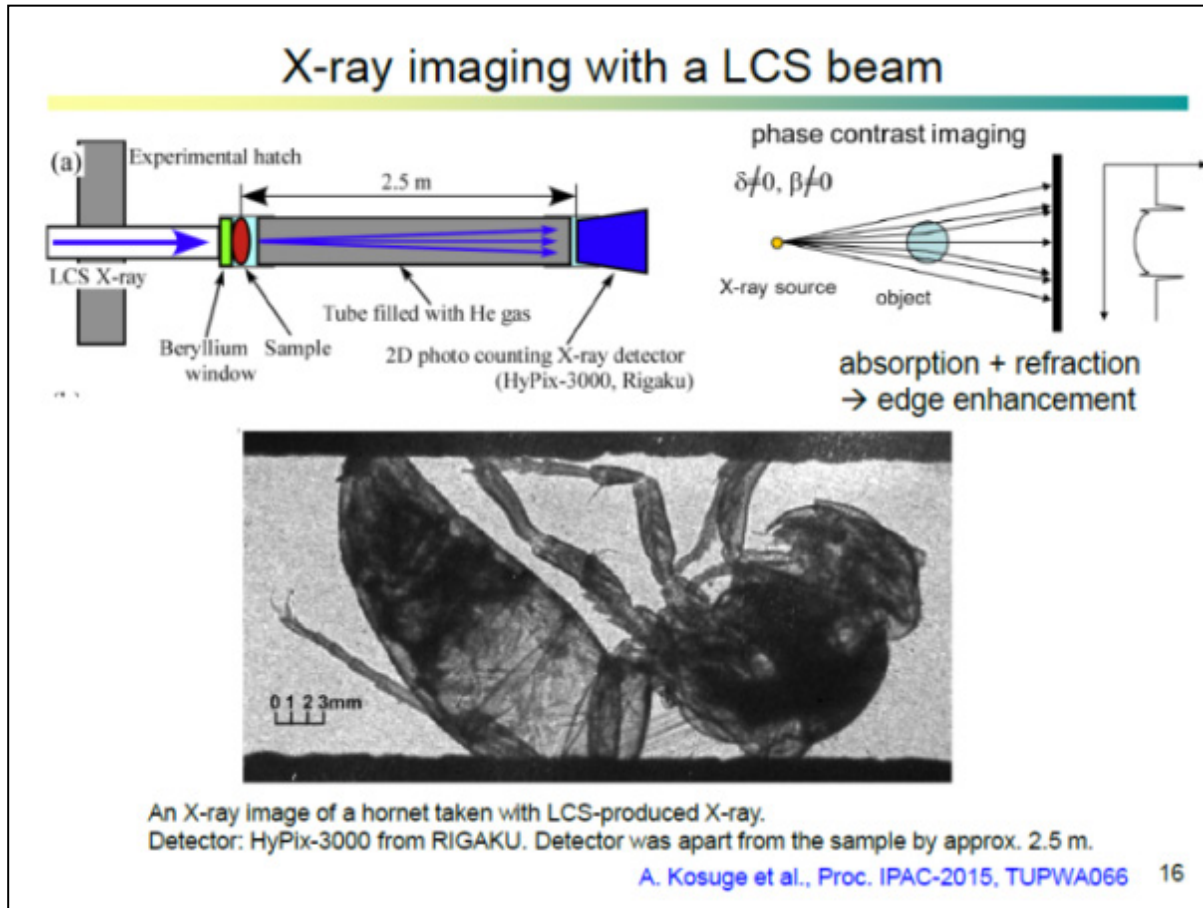 X-ray imaging with a LCS beam
(a)
Experimental hatch
2.5 m
LCS X-ray
Beryllium
window
Sample
Tube filled with He gas
2D photo counting X-ray detector
(HyPix-3000, Rigaku)
phase contrast imaging
δ≠0, β≠0
X-ray source
object
absorption + refraction
→ edge enhancement
0 1 2 3mm
An X-ray image of a hornet taken with LCS-produced X-ray.
Detector: HyPix-3000 from RIGAKU. Detector was apart from the sample by approx. 2.5 m.
A. Kosuge et al., Proc. IPAC-2015, TUPWA066
16